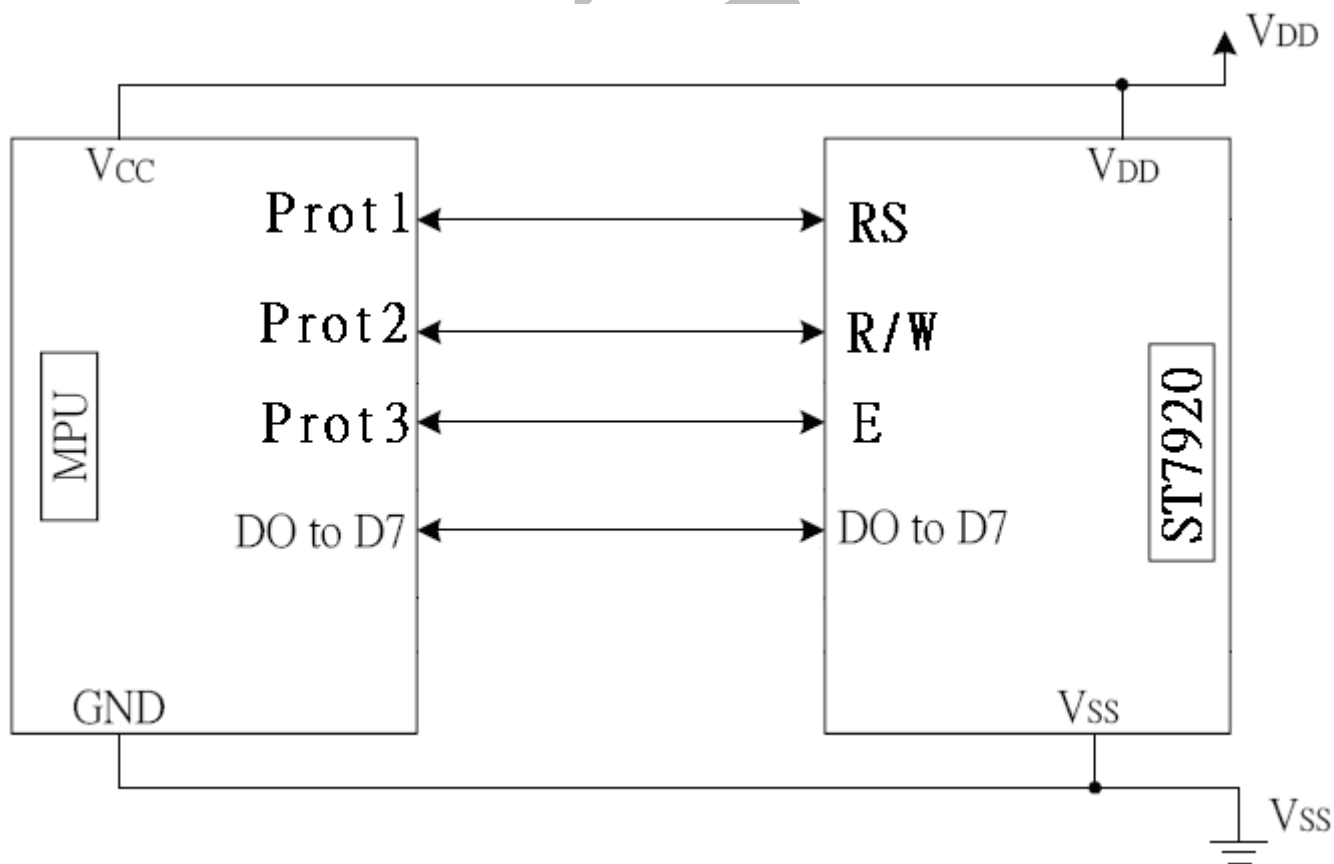 VDD
VCC
VDD
Prot1
RS
Prot2
R/W
MPU
Prot3
E
ST7920
DO to D7
DO to D7
GND
VSS
VSS